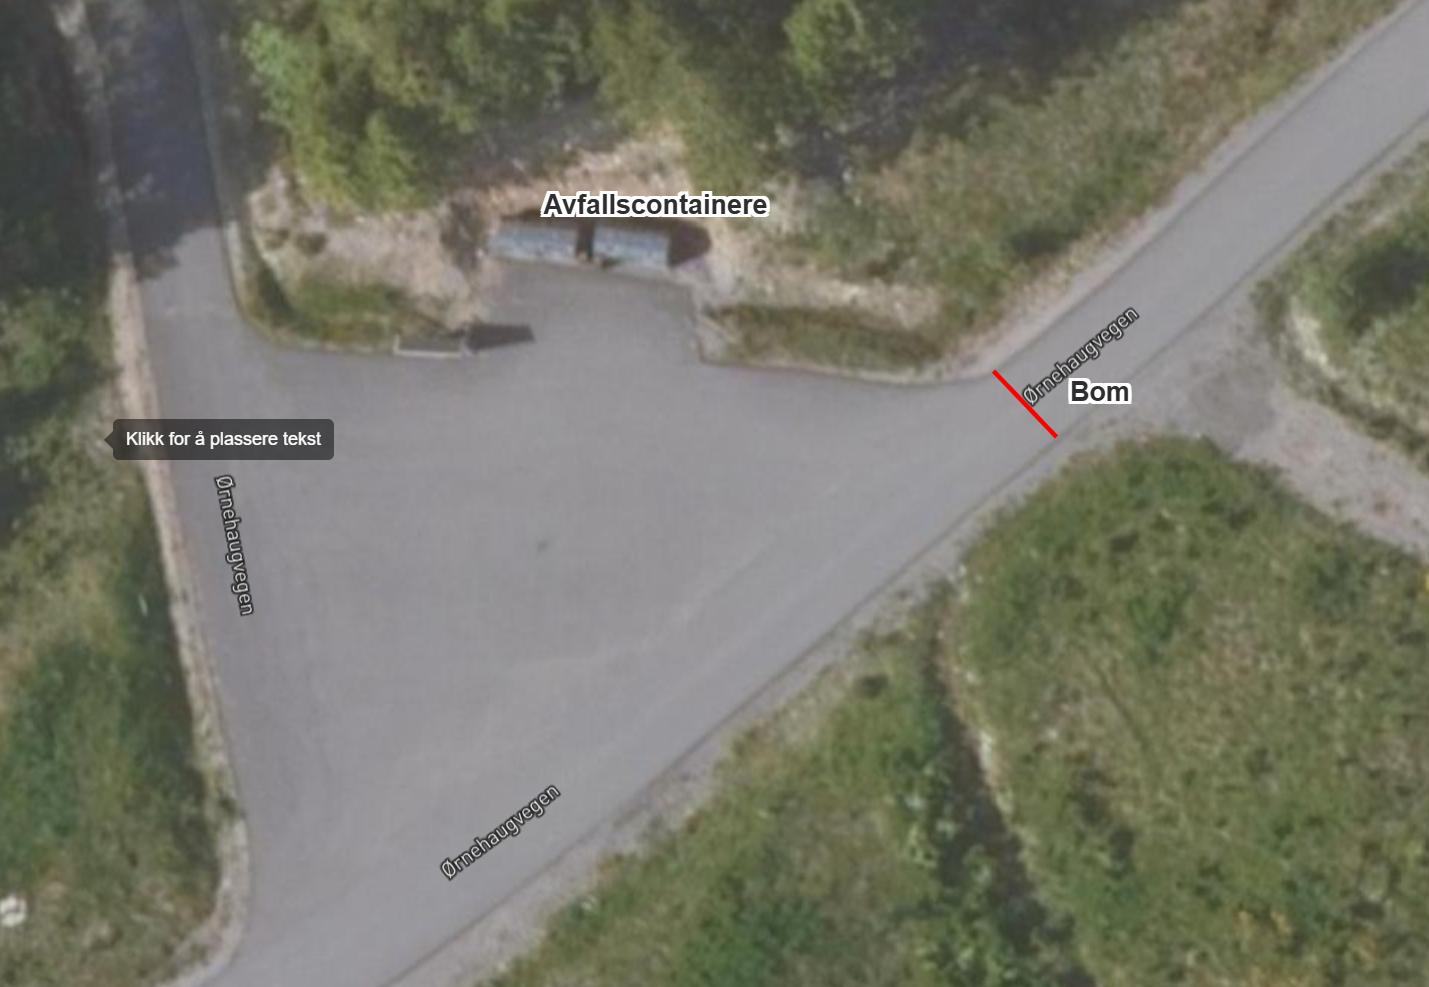 Avfallscontainere
Ørnehaugvegen
Bom
Klikk for å plassere tekst
Ørnehaugvegen
Ørnehaugvegen